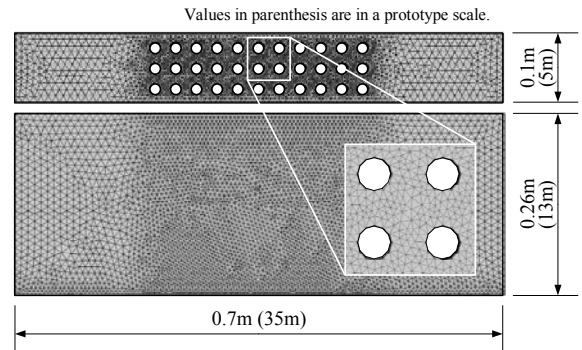 Values in parenthesis are in a prototype scale.
0.1m
(5m)
0.26m
(13m)
0.7m (35m)